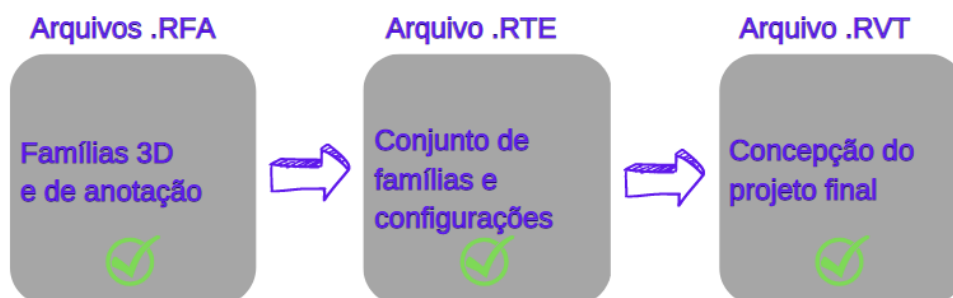 Arquivos .RFA
Arquivo .RTE
Arquivo .RVT
Famílias 3D
e de anotação
Conjunto de
famílias e
configurações
Concepção do
projeto final